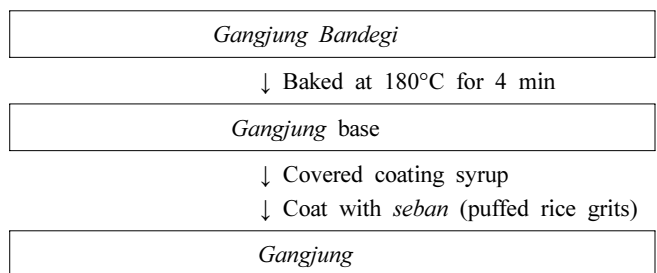 Gangjung Bandegi
↓ Baked at 180°C for 4 min
Gangjung base
↓ Covered coating syrup
↓ Coat with seban (puffed rice grits)
Gangjung